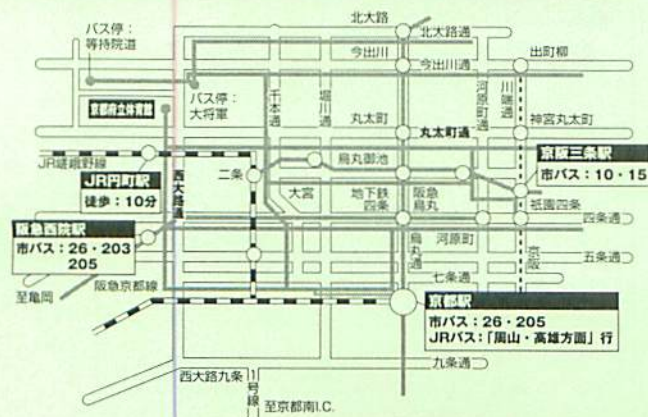 北大路
北大路通
バス停：
等持院道
今出川
今出川通
出町柳
京都府立体育館
バス停：
大将軍
千本通
堀川通
河原町通
川端通
丸太町
丸太町通
神宮丸太町
JR嵯峨野線
JR円町駅
徒歩：10分
西大路通
二条
烏丸御池
京阪三条駅
市バス：10・15
大宮
地下鉄
四条
阪急
烏丸
祇園四条
四条通
阪急西院駅
市バス：26・203
205
烏丸通
河原町
京阪
五条通
七条通
至亀岡
阪急京都線
京都駅
市バス：26・205
JRバス：「周山・高雄方面」行
西大路九条
九条通
1号線
至京都南I.C.